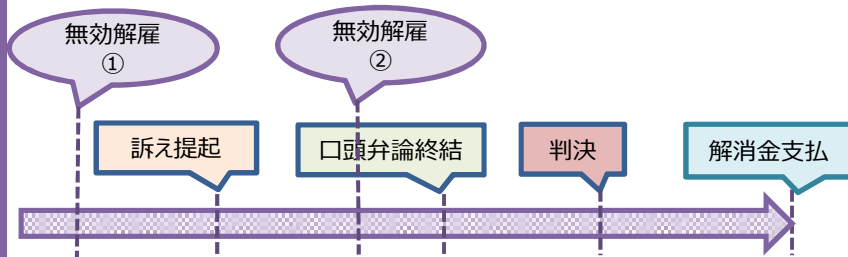 無効解雇
①
無効解雇
②
訴え提起
口頭弁論終結
判決
解消金支払